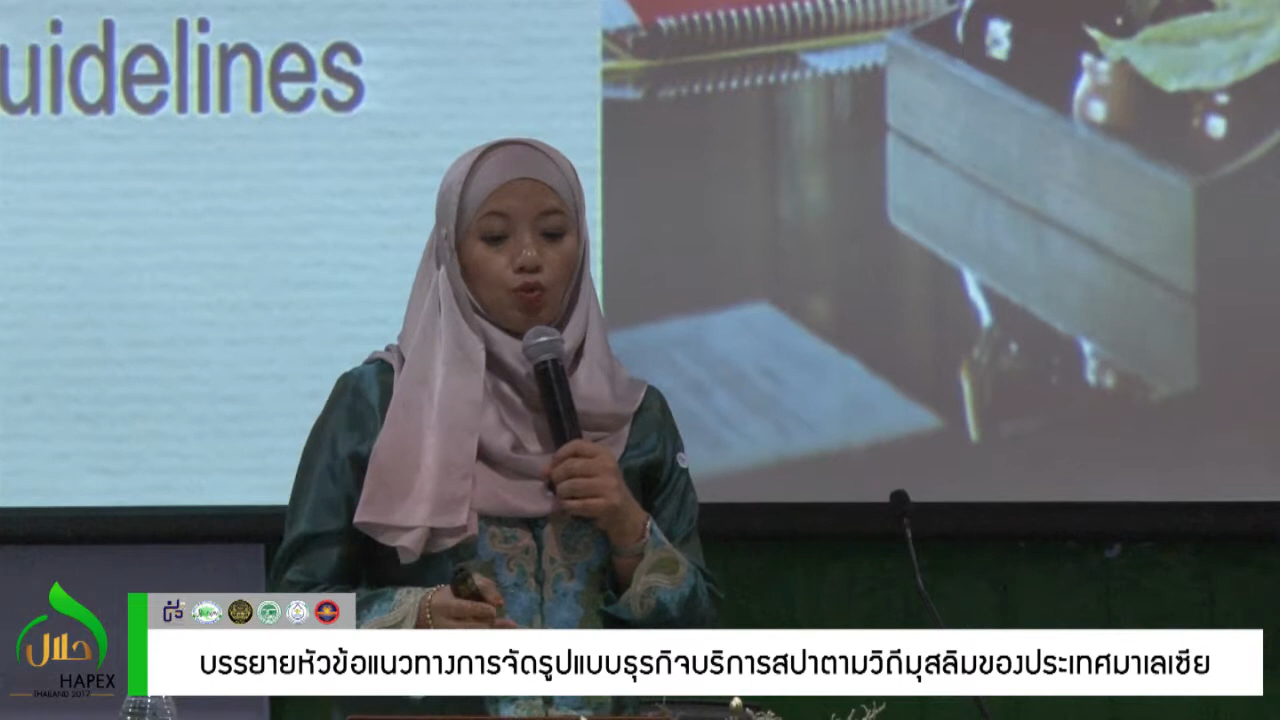 uidelines
حلال
HAPEX
THAILAND 2017
บรรยายหัวข้อแนวทางการจัดรูปแบบธุรกิจบริการสปาตามวิถีมุสลิมของประเทศมาเลเซีย